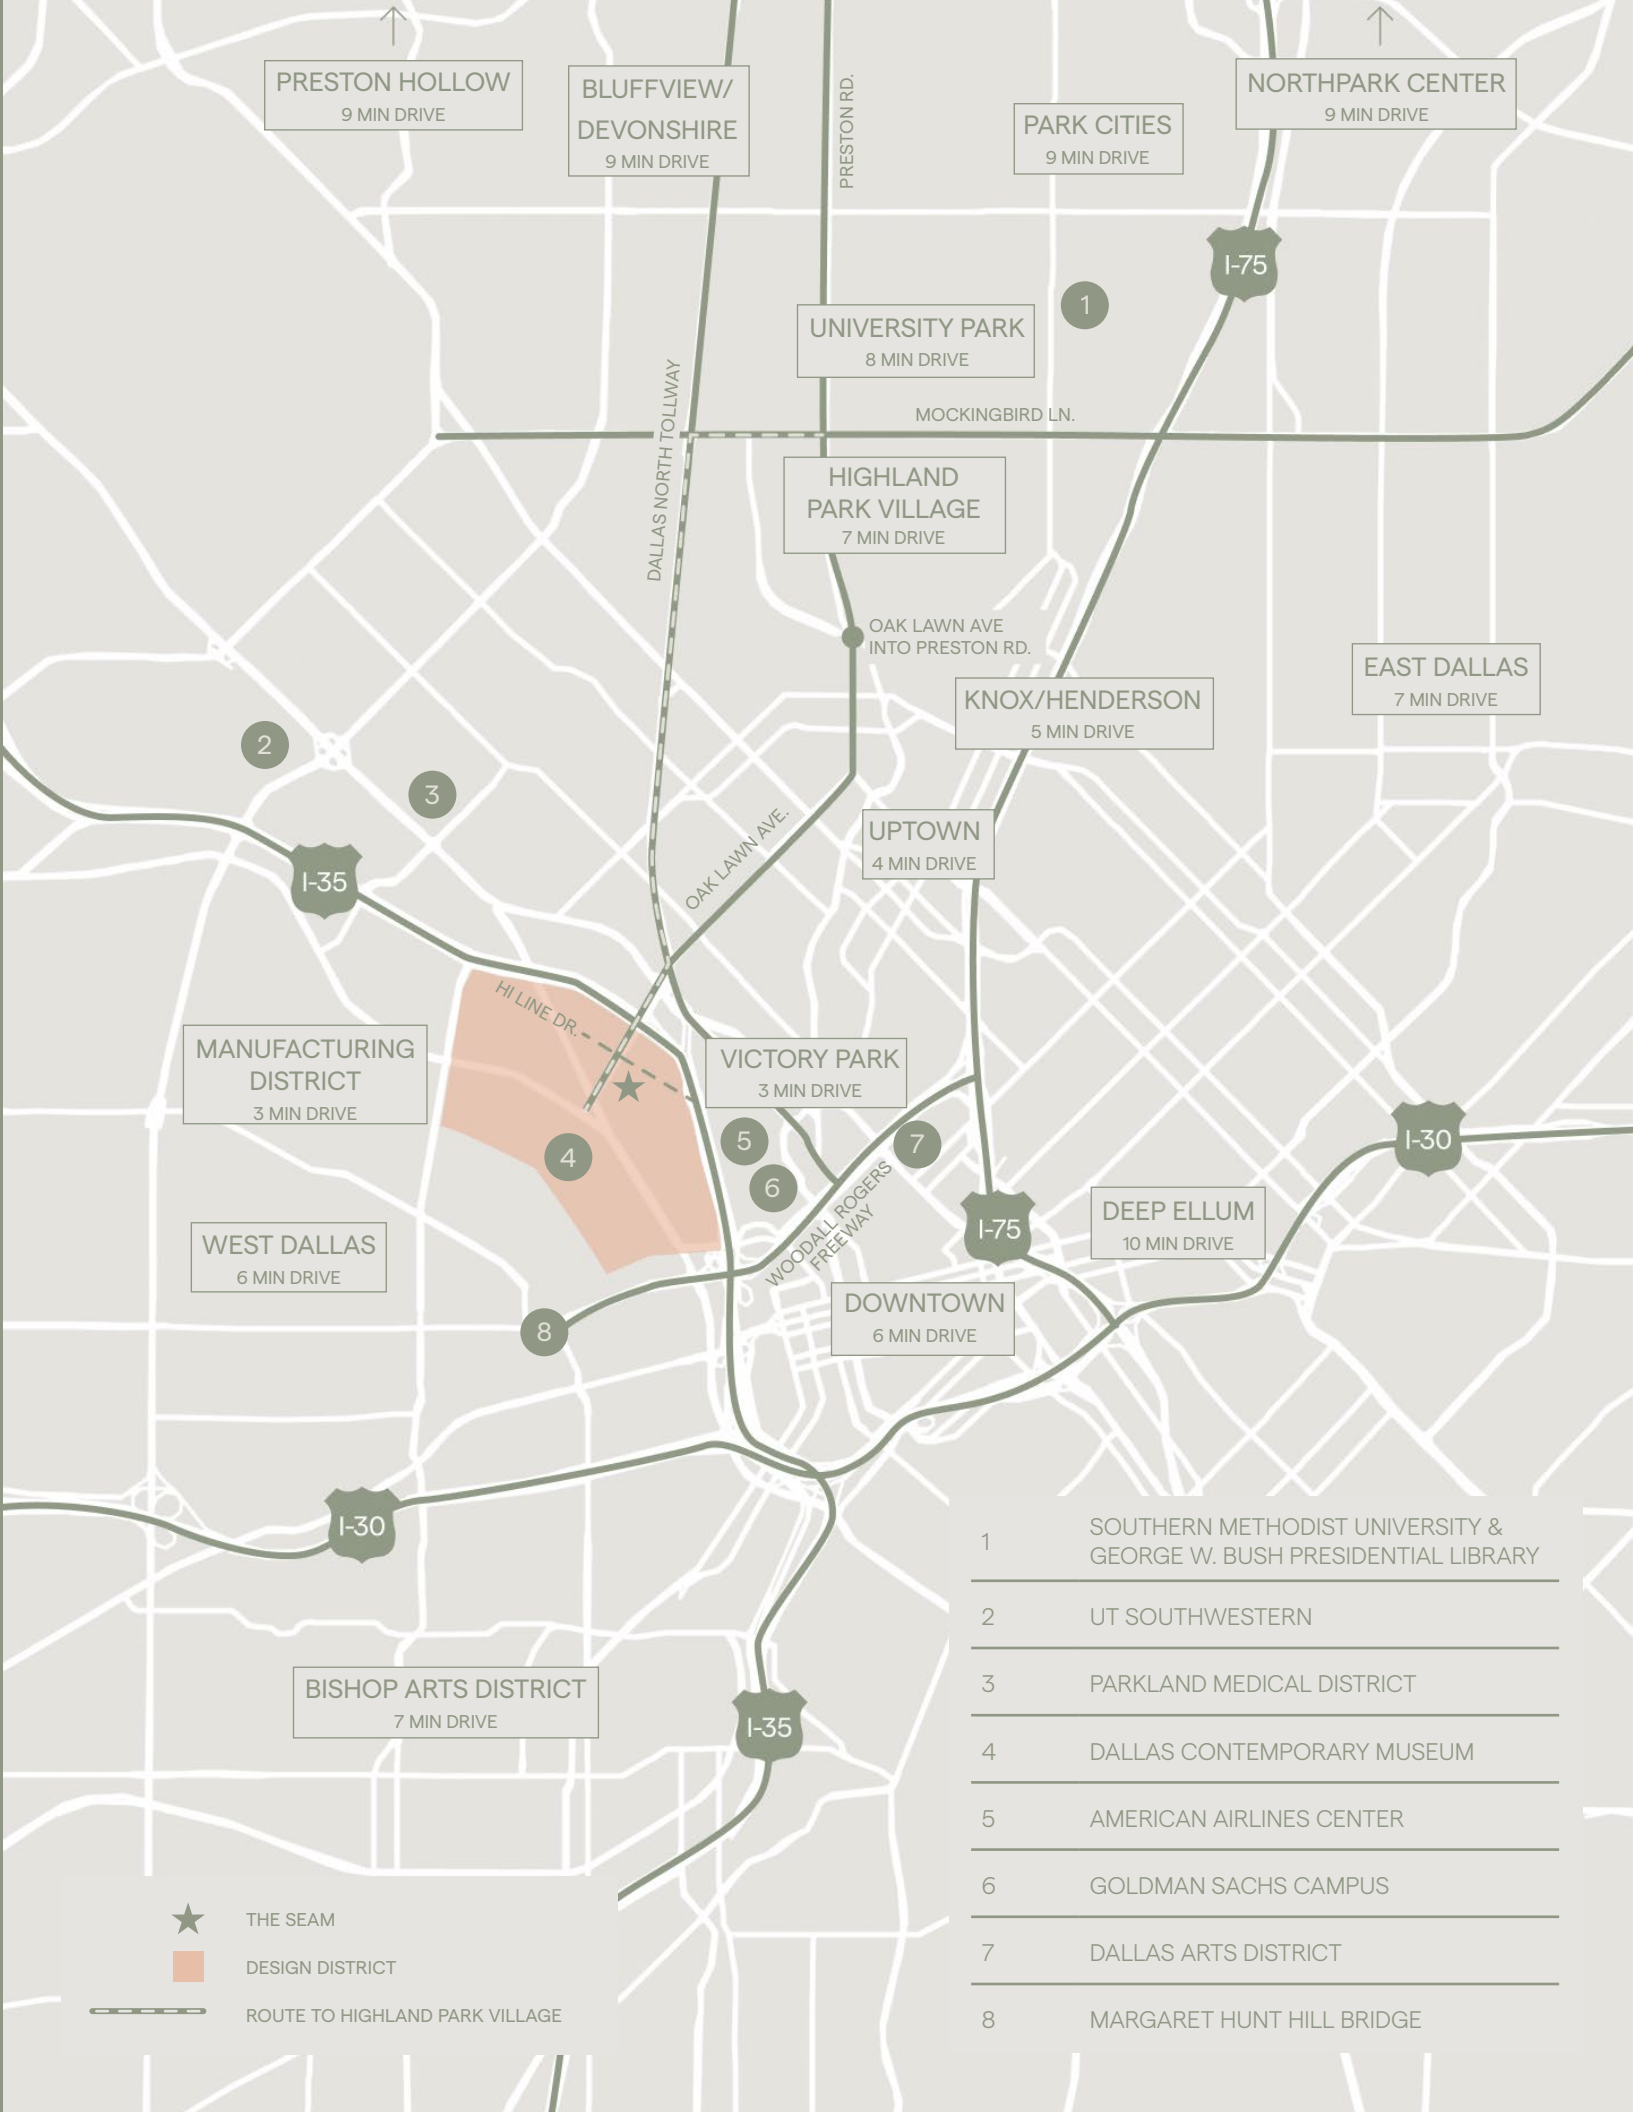 PRESTON HOLLOW
9 MIN DRIVE
BLUFFVIEW/
DEVONSHIRE
9 MIN DRIVE
PRESTON RD.
PARK CITIES
9 MIN DRIVE
NORTHPARK CENTER
9 MIN DRIVE
I-75
1
UNIVERSITY PARK
8 MIN DRIVE
MOCKINGBIRD LN.
DALLAS NORTH TOLLWAY
HIGHLAND
PARK VILLAGE
7 MIN DRIVE
OAK LAWN AVE
INTO PRESTON RD.
EAST DALLAS
7 MIN DRIVE
KNOX/HENDERSON
5 MIN DRIVE
2
3
OAK LAWN AVE.
UPTOWN
4 MIN DRIVE
I-35
HI LINE DR.
MANUFACTURING
DISTRICT
3 MIN DRIVE
VICTORY PARK
3 MIN DRIVE
4
5
6
7
I-30
WOODALL ROGERS
FREEWAY
I-75
DEEP ELLUM
10 MIN DRIVE
WEST DALLAS
6 MIN DRIVE
DOWNTOWN
6 MIN DRIVE
8
I-30
BISHOP ARTS DISTRICT
7 MIN DRIVE
I-35
1 SOUTHERN METHODIST UNIVERSITY &
GEORGE W. BUSH PRESIDENTIAL LIBRARY
2 UT SOUTHWESTERN
3 PARKLAND MEDICAL DISTRICT
4 DALLAS CONTEMPORARY MUSEUM
5 AMERICAN AIRLINES CENTER
6 GOLDMAN SACHS CAMPUS
7 DALLAS ARTS DISTRICT
8 MARGARET HUNT HILL BRIDGE
THE SEAM
DESIGN DISTRICT
ROUTE TO HIGHLAND PARK VILLAGE